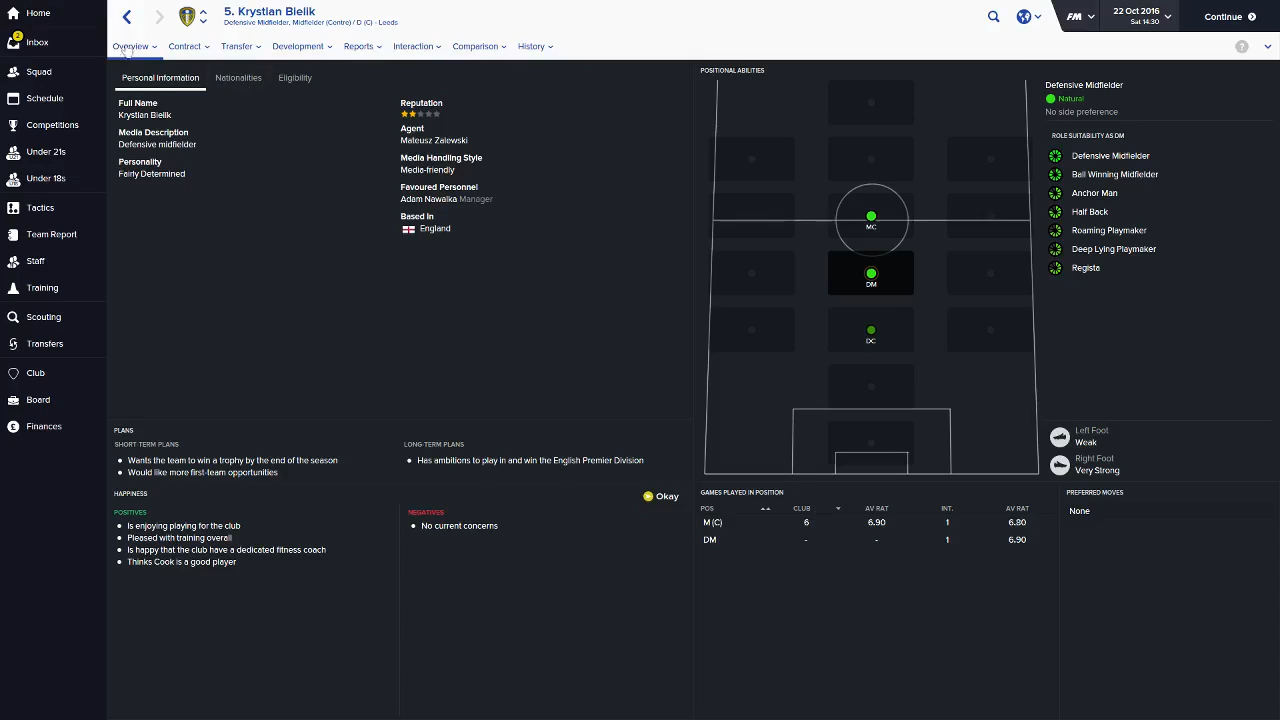 Home
2
Inbox
Squad
Schedule
Competitions
Under 21s
Under 18s
Tactics
Team Report
Staff
Training
Scouting
Transfers
Club
Board
Finances
5. Krystian Bielik
Defensive Midfielder, Midfielder (Centre) / D (C) - Leeds
FM
22 Oct 2016
Sat 14:30
Continue
Overview
Contract
Transfer
Development
Reports
Interaction
Comparison
History
?
Personal Information
Nationalities
Eligibility
Full Name
Krystian Bielik
Media Description
Defensive midfielder
Personality
Fairly Determined
Reputation
Agent
Mateusz Zalewski
Media Handling Style
Media-friendly
Favoured Personnel
Adam Nawalka Manager
Based In
England
POSITIONAL ABILITIES
MC
DM
DC
Defensive Midfielder
Natural
No side preference
ROLE SUITABILITY AS DM
Defensive Midfielder
Ball Winning Midfielder
Anchor Man
Half Back
Roaming Playmaker
Deep Lying Playmaker
Regista
Left Foot
Weak
Right Foot
Very Strong
PLANS
SHORT-TERM PLANS
Wants the team to win a trophy by the end of the season
Would like more first-team opportunities
LONG-TERM PLANS
Has ambitions to play in and win the English Premier Division
HAPPINESS
Okay
POSITIVES
Is enjoying playing for the club
Pleased with training overall
Is happy that the club have a dedicated fitness coach
Thinks Cook is a good player
NEGATIVES
No current concerns
GAMES PLAYED IN POSITION
POS CLUB AV RAT INT. AV RAT
M (C) 6 6.90 1 6.80
DM - - 1 6.90
PREFERRED MOVES
None